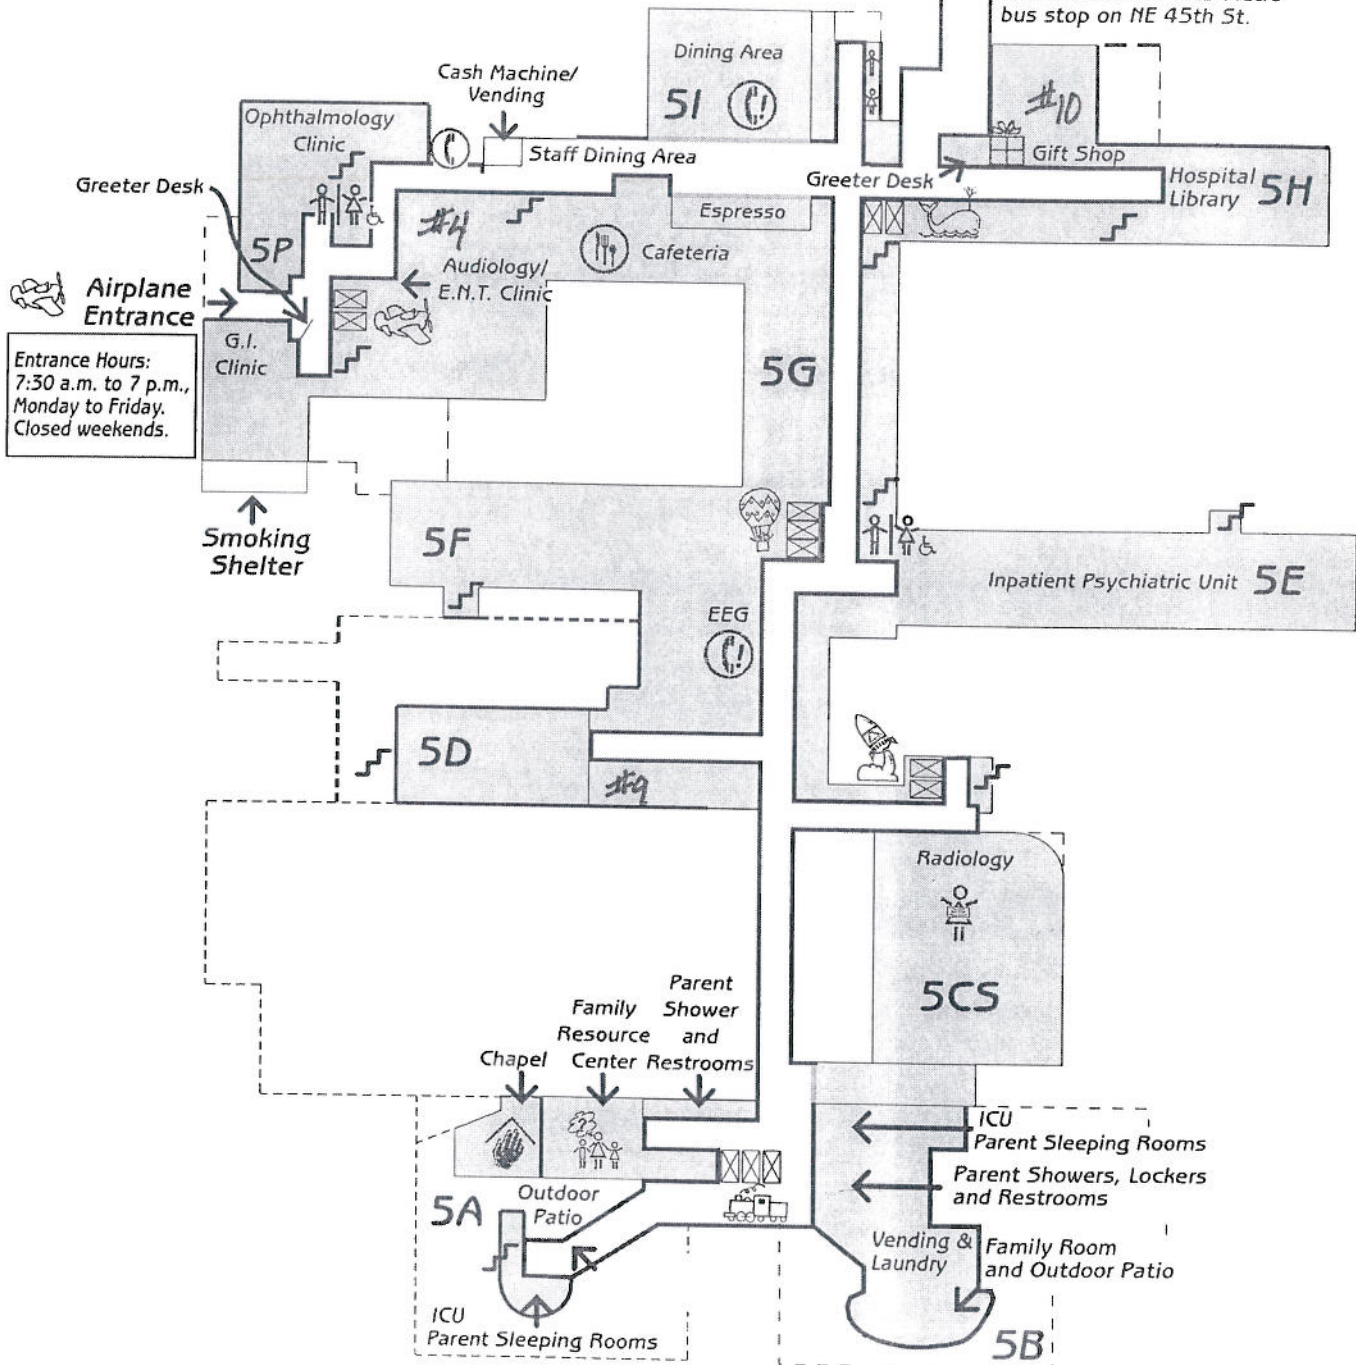 bus stop on NE 45th St.
Dining Area
5I
Cash Machine/
Vending
#10
Ophthalmology
Clinic
Staff Dining Area
Gift Shop
Greeter Desk
Greeter Desk
Hospital
Library
5H
Espresso
#4
5P
Cafeteria
Audiology/
E.N.T. Clinic
Airplane
Entrance
G.I.
Clinic
Entrance Hours:
7:30 a.m. to 7 p.m.,
Monday to Friday.
Closed weekends.
5G
Smoking
Shelter
5F
Inpatient Psychiatric Unit
5E
EEG
5D
#9
Radiology
5CS
Parent
Shower
and
Restrooms
Family
Resource
Center
Chapel
ICU
Parent Sleeping Rooms
Parent Showers, Lockers
and Restrooms
5A
Outdoor
Patio
Vending &
Laundry
Family Room
and Outdoor Patio
ICU
Parent Sleeping Rooms
5B